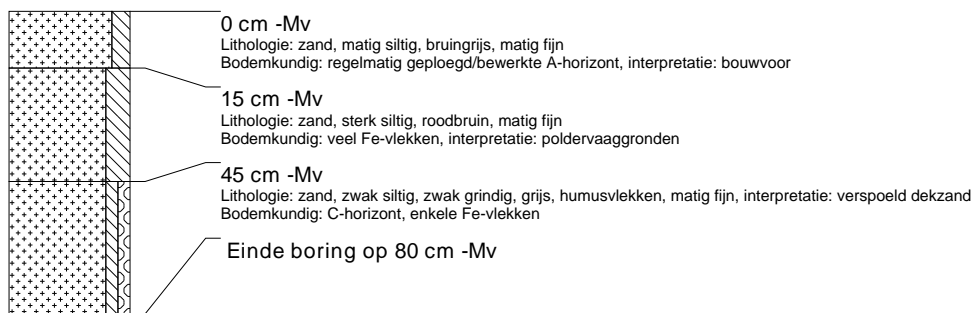 0 cm -Mv
Lithologie: zand, matig siltig, bruingrijs, matig fijn
Bodemkundig: regelmatig geploegd/bewerkte A-horizont, interpretatie: bouwvoor
15 cm -Mv
Lithologie: zand, sterk siltig, roodbruin, matig fijn
Bodemkundig: veel Fe-vlekken, interpretatie: poldervaaggronden
45 cm -Mv
Lithologie: zand, zwak siltig, zwak grindig, grijs, humusvlekken, matig fijn, interpretatie: verspoeld dekzand
Bodemkundig: C-horizont, enkele Fe-vlekken
Einde boring op 80 cm -Mv